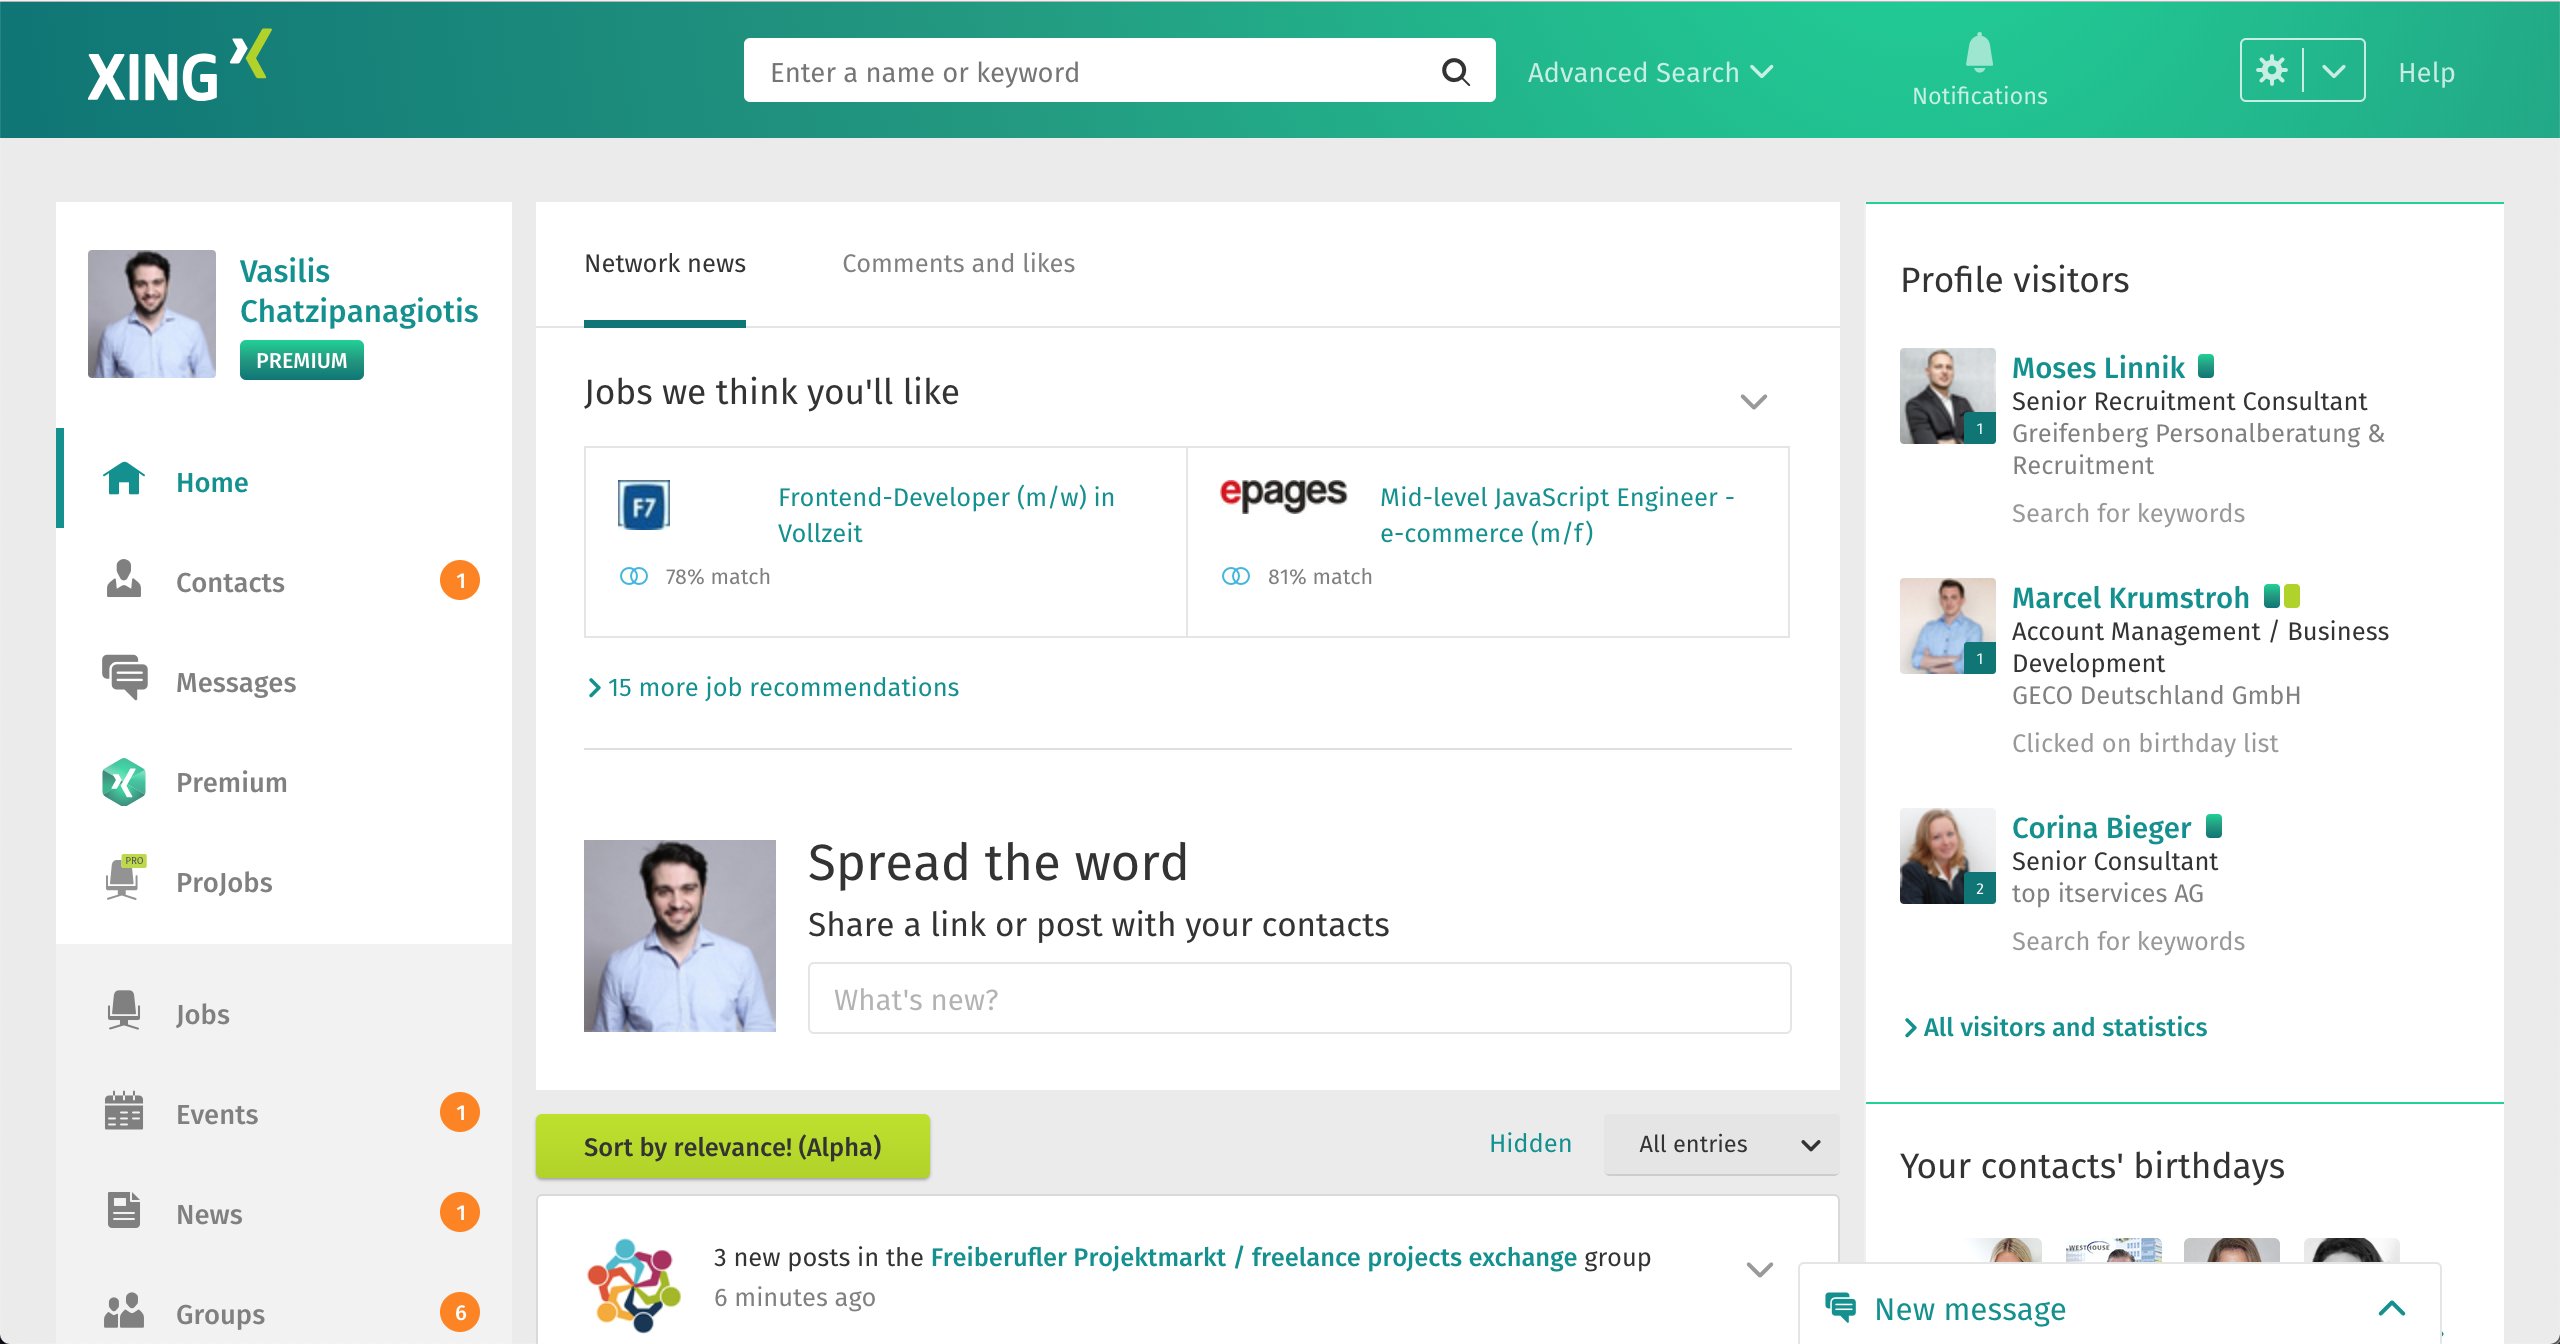 XING
Enter a name or keyword
Advanced Search
Notifications
Help
Vasilis
Chatzipanagiotis
PREMIUM
Home
Contacts
1
Messages
Premium
PRO
ProJobs
Jobs
Events
1
News
1
Groups
6
Network news
Comments and likes
Jobs we think you'll like
F7
Frontend-Developer (m/w) in
Vollzeit
78% match
epages
Mid-level JavaScript Engineer -
e-commerce (m/f)
81% match
15 more job recommendations
Spread the word
Share a link or post with your contacts
What's new?
Sort by relevance! (Alpha)
Hidden
All entries
3 new posts in the Freiberufler Projektmarkt / freelance projects exchange group
6 minutes ago
Profile visitors
1
Moses Linnik
Senior Recruitment Consultant
Greifenberg Personalberatung &
Recruitment
Search for keywords
1
Marcel Krumstroh
Account Management / Business
Development
GECO Deutschland GmbH
Clicked on birthday list
2
Corina Bieger
Senior Consultant
top itservices AG
Search for keywords
All visitors and statistics
Your contacts' birthdays
WESTHOUSE
New message